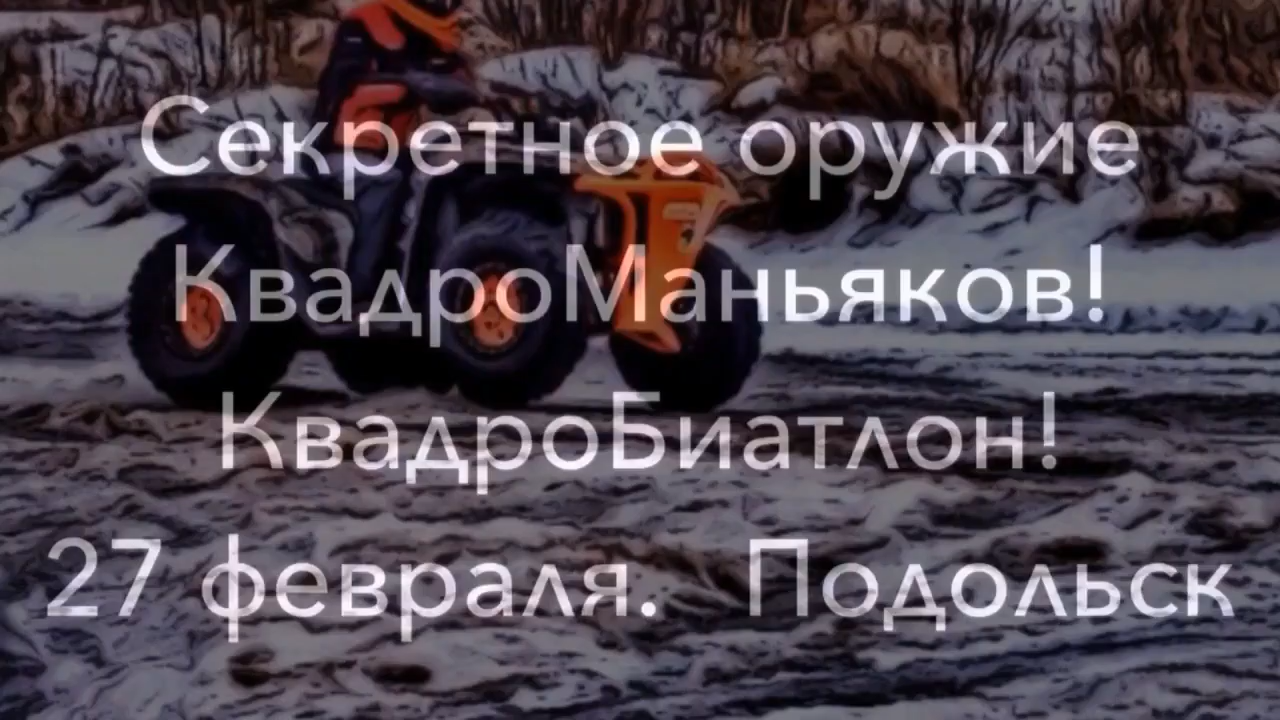 Секретное оружие
КвадроМаньяков!
КвадроБиатлон!
27 февраля. Подольск